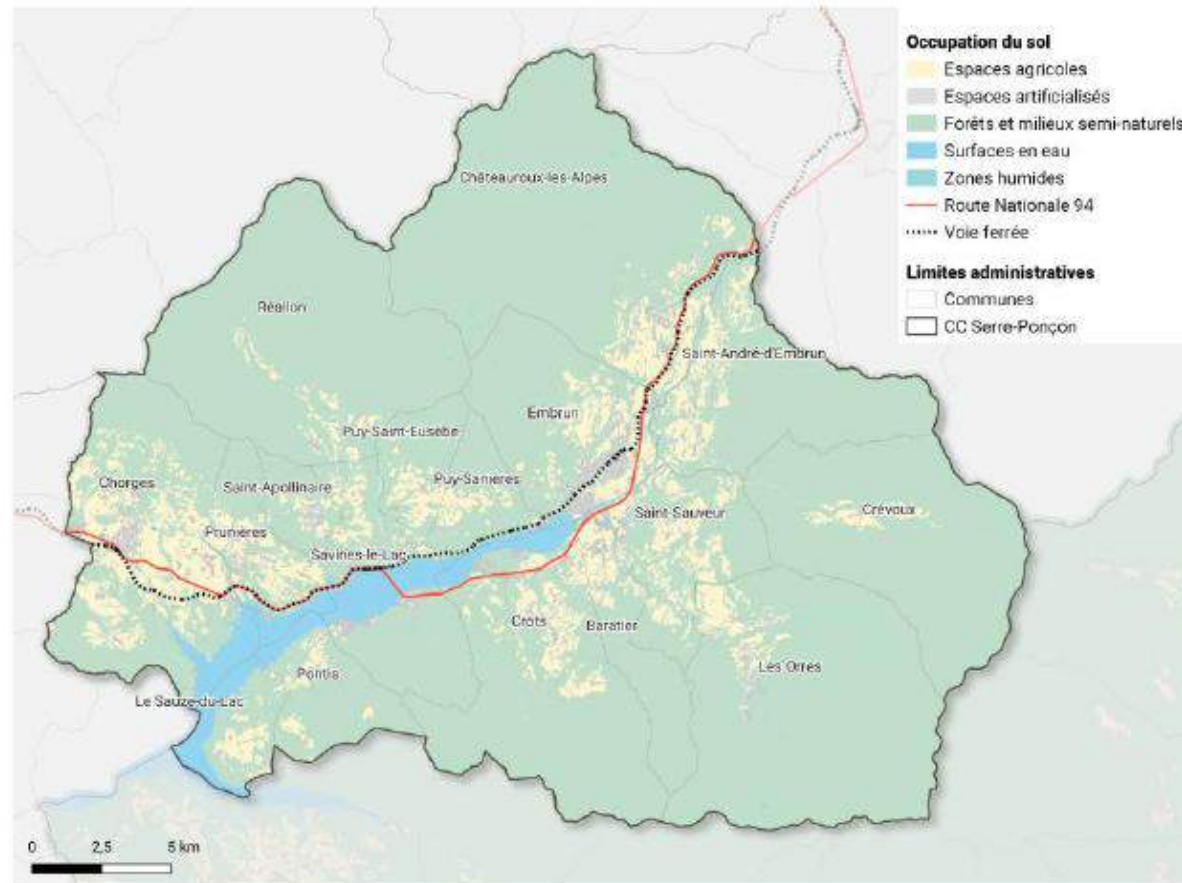 Occupation du sol
Espaces agricoles
Espaces artificialisés
Forêts et milieux semi-naturels
Surfaces en eau
Zones humides
Route Nationale 94
Voie ferrée
Limites administratives
Communes
CC Serre-Ponçon
Châteauroux-les-Alpes
Réallon
Saint-André-d'Embrun
Embrun
Puy-Saint-Eusèbe
Puy-Sanières
Chorges
Saint-Apollinaire
Crévoux
Saint-Sauveur
Prunières
Savines-le-Lac
Crots
Baratier
Les Orres
Pontis
Le Sauze-du-Lac
0 2,5 5 km